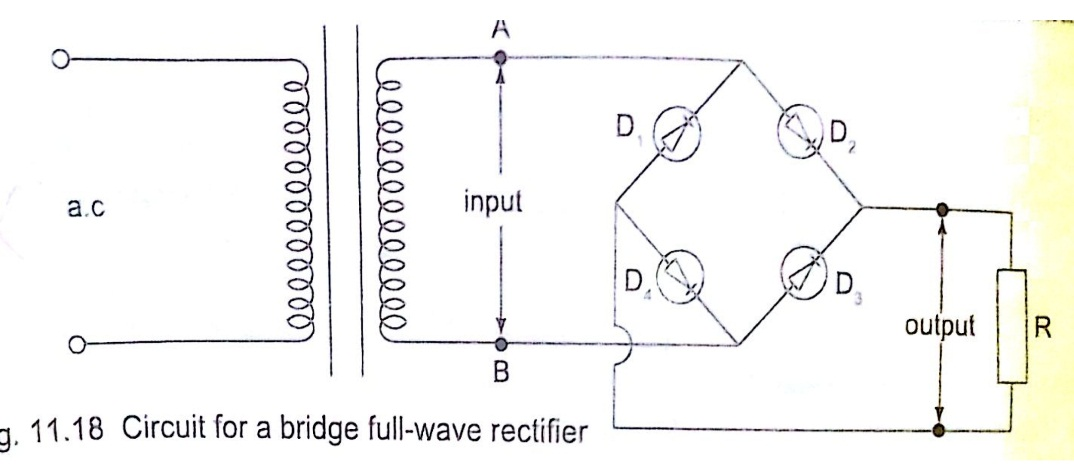 A
D₁
D₂
a.c
input
D₄
D₃
output
R
B
g. 11.18 Circuit for a bridge full-wave rectifier